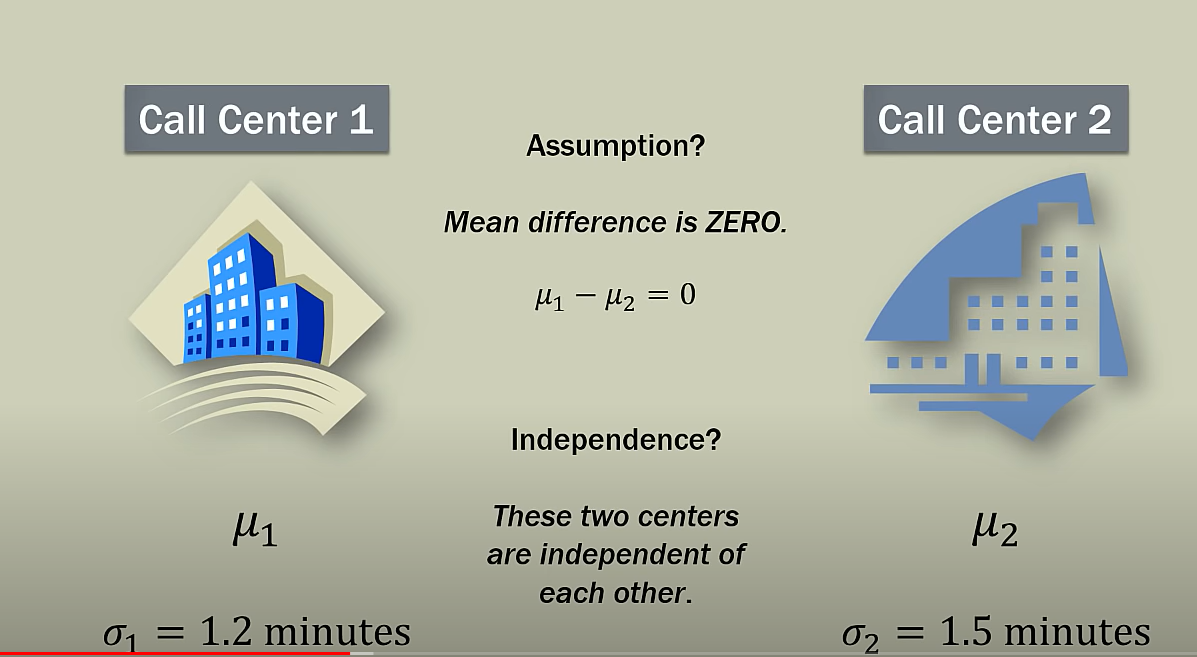 Call Center 1
Assumption?
Call Center 2
Mean difference is ZERO.
μ₁ − μ₂ = 0
Independence?
These two centers
are independent of
each other.
μ₁
μ₂
σ₁ = 1.2 minutes
σ₂ = 1.5 minutes